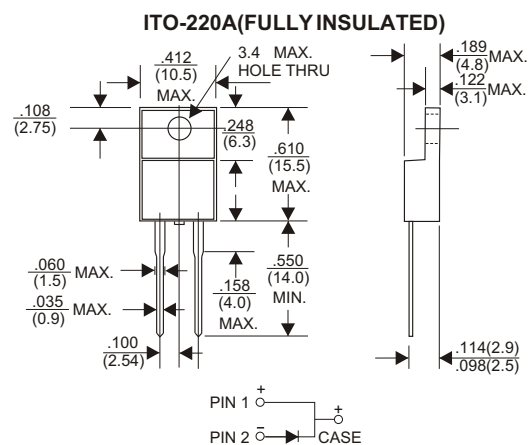 ITO-220A(FULLY INSULATED)
.412
(10.5)
MAX.
3.4 MAX.
HOLE THRU
.189
(4.8)
MAX.
.122
(3.1)
MAX.
.108
(2.75)
.248
(6.3)
.610
(15.5)
MAX.
.060
(1.5)
MAX.
.035
(0.9)
MAX.
.158
(4.0)
MAX.
.550
(14.0)
MIN.
.100
(2.54)
.114(2.9)
.098(2.5)
PIN 1 +
PIN 2 -
+
CASE